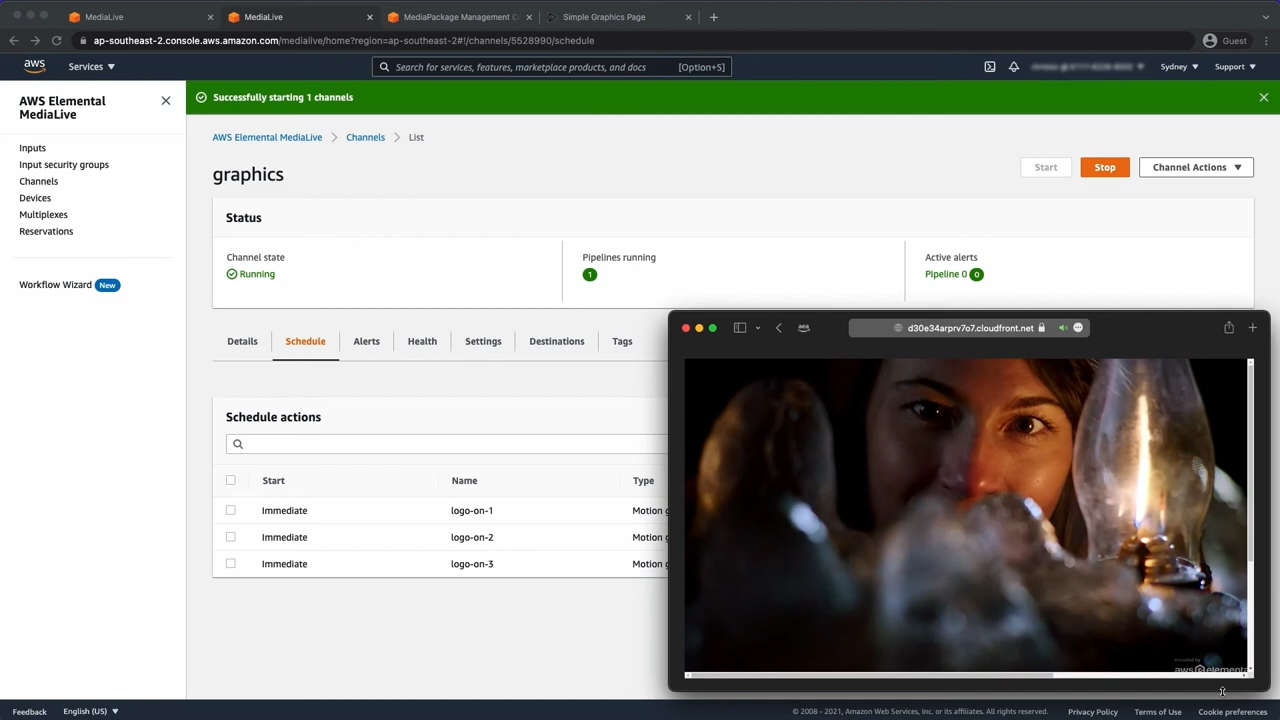 MediaLive
MediaLive
MediaPackage Management C
Simple Graphics Page
ap-southeast-2.console.aws.amazon.com/medialive/home?region=ap-southeast-2#!/channels/5528990/schedule
Guest
aws
Services
Search for services, features, marketplace products, and docs
[Option+S]
Sydney
Support
AWS Elemental MediaLive
Successfully starting 1 channels
Inputs
Input security groups
Channels
Devices
Multiplexes
Reservations
Workflow Wizard New
AWS Elemental MediaLive
Channels
List
graphics
Start
Stop
Channel Actions
Status
Channel state
Running
Pipelines running
1
Active alerts
Pipeline 0 0
Details
Schedule
Alerts
Health
Settings
Destinations
Tags
Schedule actions
Start
Name
Type
Immediate
logo-on-1
Motion g
Immediate
logo-on-2
Motion g
Immediate
logo-on-3
Motion g
aws
d30e34arprv7o7.cloudfront.net
aws elementa
Feedback
English (US)
© 2008 - 2021, Amazon Web Services, Inc. or its affiliates. All rights reserved.
Privacy Policy
Terms of Use
Cookie preferences